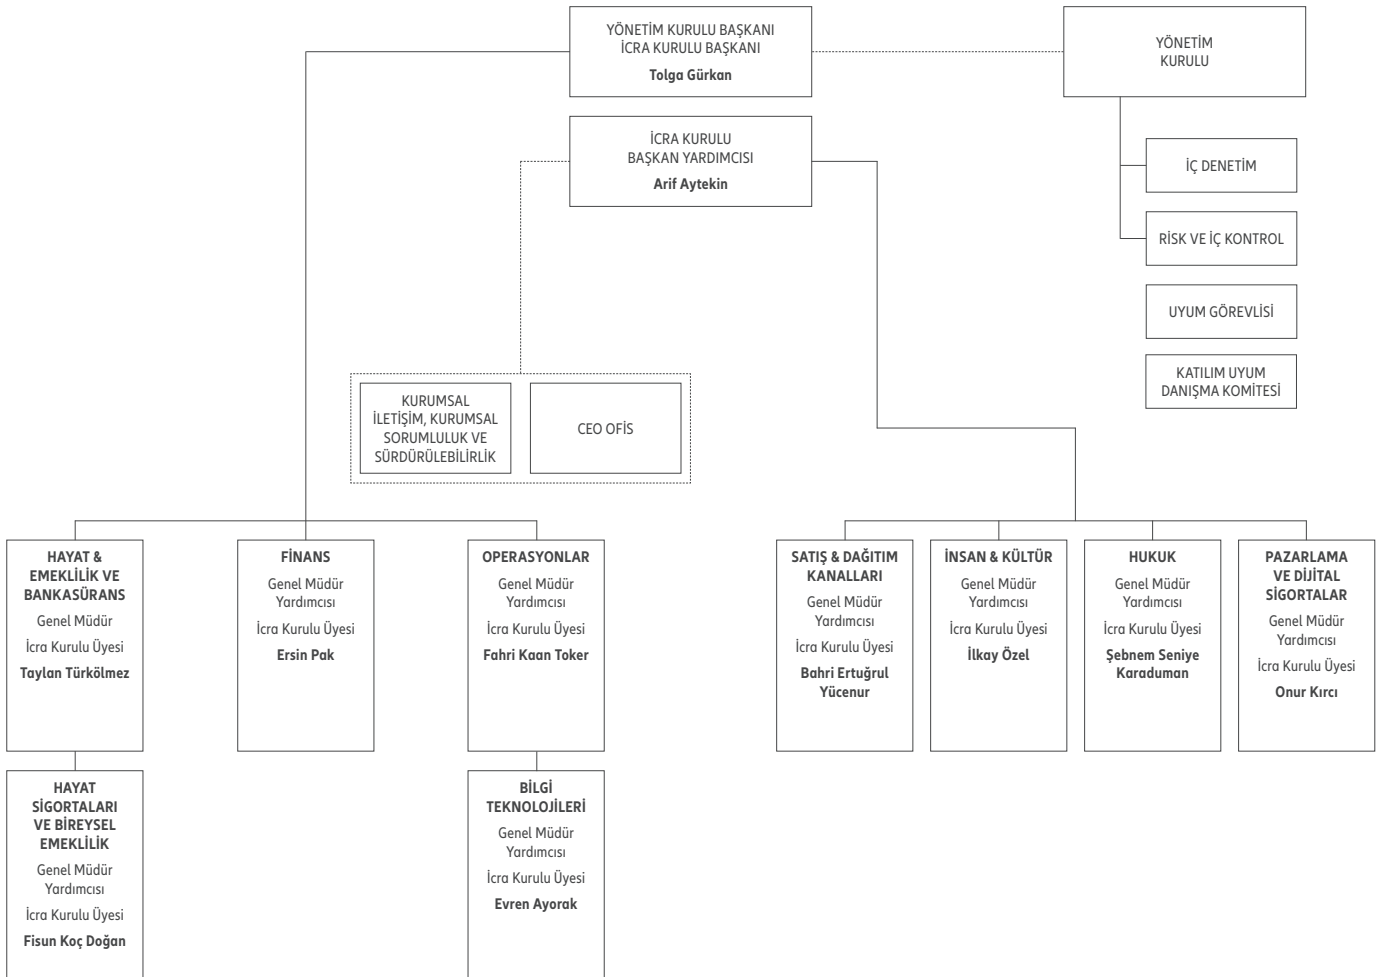 YÖNETİM KURULU BAŞKANI
İCRA KURULU BAŞKANI
Tolga Gürkan
YÖNETİM
KURULU
İCRA KURULU
BAŞKAN YARDIMCISI
Arif Aytekin
İÇ DENETİM
RİSK VE İÇ KONTROL
UYUM GÖREVLİSİ
KATILIM UYUM
DANIŞMA KOMİTESİ
KURUMSAL
İLETİŞİM, KURUMSAL
SORUMLULUK VE
SÜRDÜRÜLEBİLİRLİK
CEO OFİS
HAYAT &
EMEKLİLİK VE
BANKASÜRANS
Genel Müdür
İcra Kurulu Üyesi
Taylan Türkölmez
FİNANS
Genel Müdür
Yardımcısı
İcra Kurulu Üyesi
Ersin Pak
OPERASYONLAR
Genel Müdür
Yardımcısı
İcra Kurulu Üyesi
Fahri Kaan Toker
SATIŞ & DAĞITIM
KANALLARI
Genel Müdür
Yardımcısı
İcra Kurulu Üyesi
Bahri Ertuğrul
Yücenur
İNSAN & KÜLTÜR
Genel Müdür
Yardımcısı
İcra Kurulu Üyesi
İlkay Özel
HUKUK
Genel Müdür
Yardımcısı
İcra Kurulu Üyesi
Şebnem Seniye
Karaduman
PAZARLAMA
VE DİJİTAL
SİGORTALAR
Genel Müdür
Yardımcısı
İcra Kurulu Üyesi
Onur Kırcı
HAYAT
SİGORTALARI
VE BİREYSEL
EMEKLİLİK
Genel Müdür
Yardımcısı
İcra Kurulu Üyesi
Fisun Koç Doğan
BİLGİ
TEKNOLOJİLERİ
Genel Müdür
Yardımcısı
İcra Kurulu Üyesi
Evren Ayorak